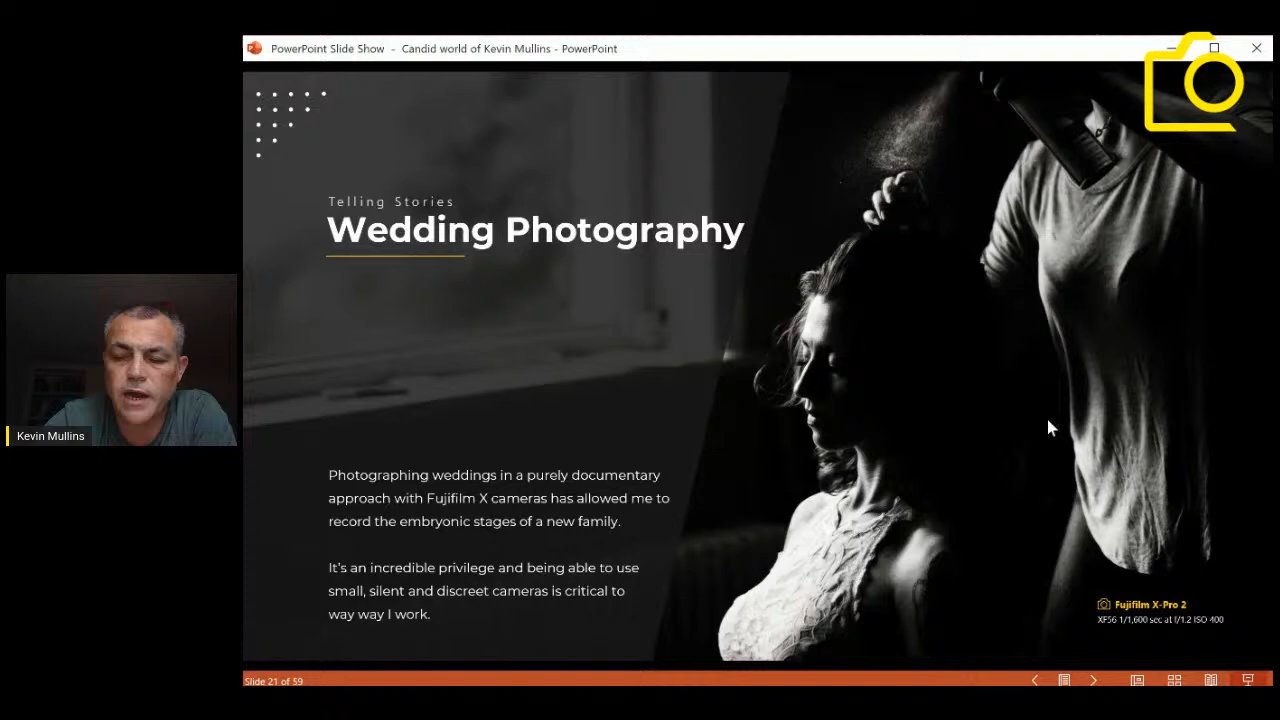 PowerPoint Slide Show - Candid world of Kevin Mullins - PowerPoint
Telling Stories
Wedding Photography
Kevin Mullins
Photographing weddings in a purely documentary
approach with Fujifilm X cameras has allowed me to
record the embryonic stages of a new family.
It's an incredible privilege and being able to use
small, silent and discreet cameras is critical to
way way I work.
Fujifilm X-Pro 2
XF56 1/1,600 sec at f/1.2 ISO 400
Slide 21 of 59